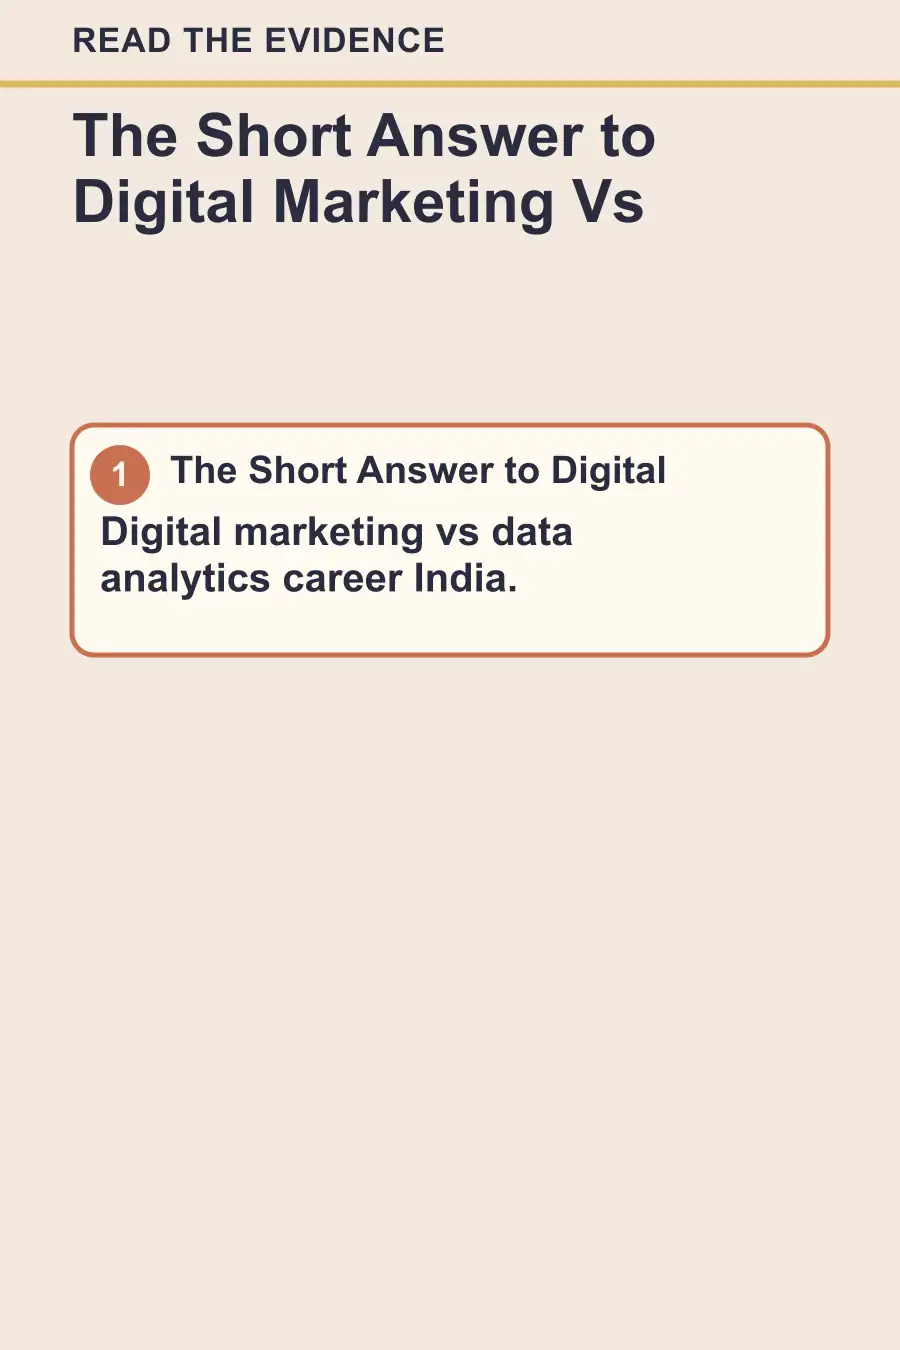 READ THE EVIDENCE
The Short Answer to
Digital Marketing Vs
1 The Short Answer to Digital
Digital marketing vs data
analytics career India.